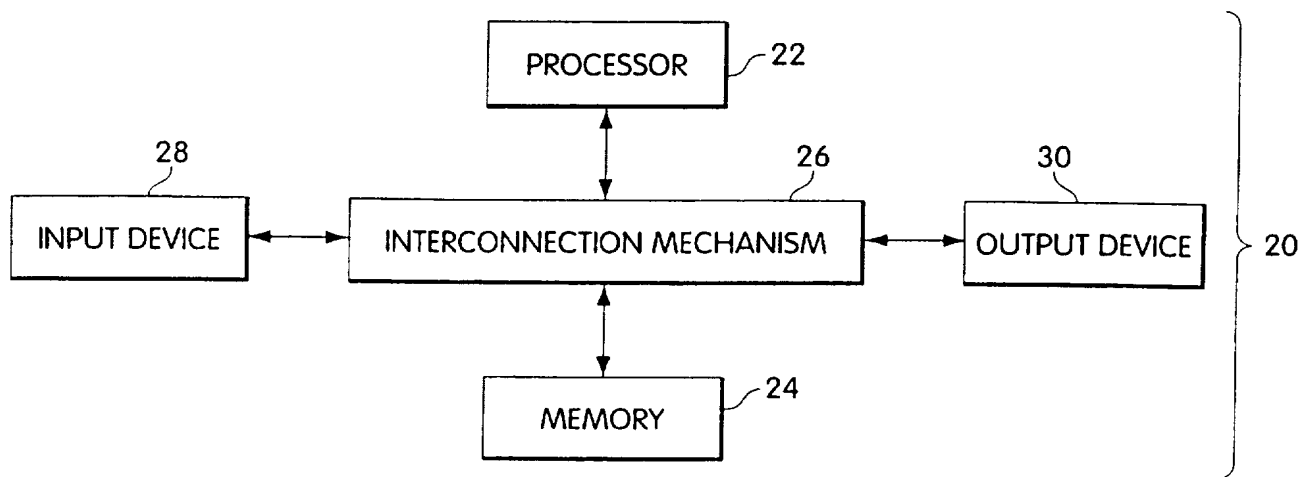 PROCESSOR
22
28
26
30
INPUT DEVICE
INTERCONNECTION MECHANISM
OUTPUT DEVICE
20
MEMORY
24